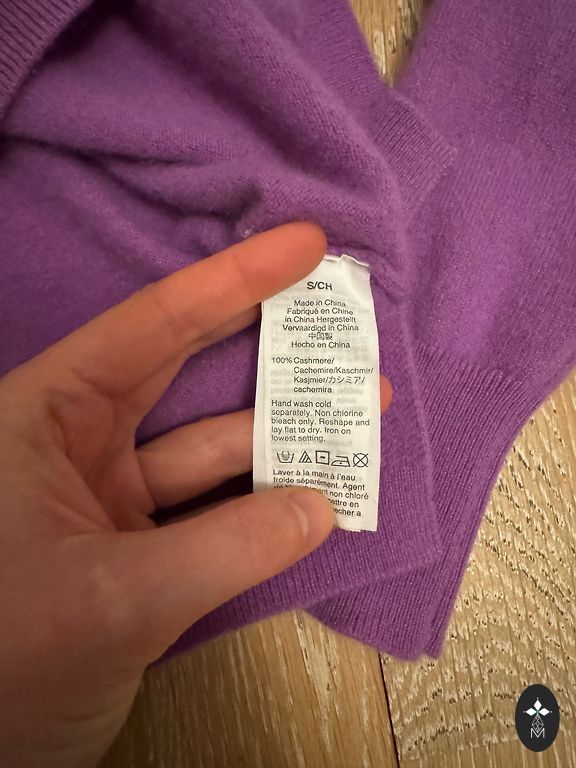 S/CH
Made in China
Fabriqué en Chine
in China Hergestellt
Vervaardigd in China
中国製
Hecho en China
100% Cashmere/
Cachemire/Kaschmir/
Kasjmier/カシミア/
cachemira
Hand wash cold
separately. Non chlorine
bleach only. Reshape and
lay flat to dry. Iron on
lowest setting.
Laver à la main à l'eau
froide séparément. Agent
non chloré
en
à